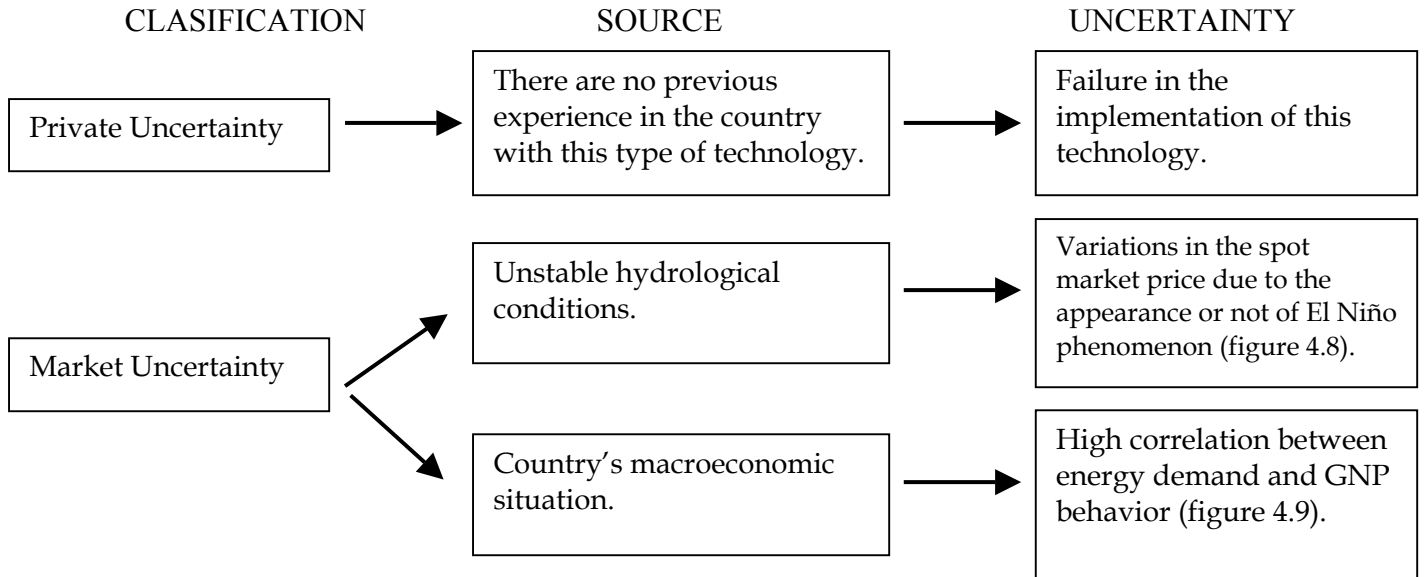 CLASIFICATION SOURCE UNCERTAINTY
Private Uncertainty
There are no previous
experience in the country
with this type of technology.
Failure in the
implementation of this
technology.
Market Uncertainty
Unstable hydrological
conditions.
Variations in the spot
market price due to the
appearance or not of El Niño
phenomenon (figure 4.8).
Country’s macroeconomic
situation.
High correlation between
energy demand and GNP
behavior (figure 4.9).